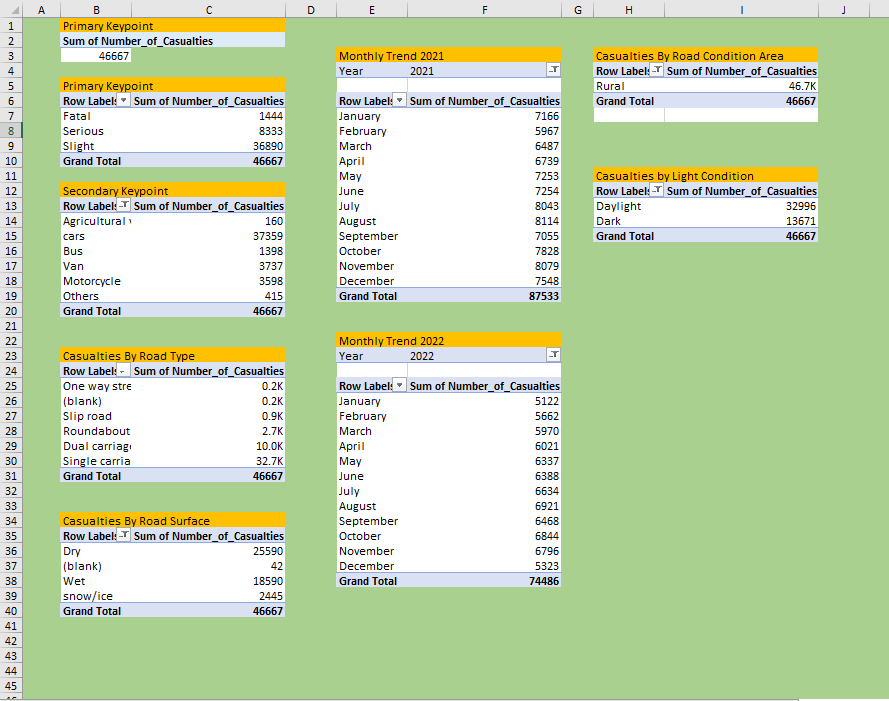 A B C D E F G H I J
1 Primary Keypoint
2 Sum of Number_of_Casualties
3 46667 Monthly Trend 2021 Casualties By Road Condition Area
4 Year 2021 Row Labels Sum of Number_of_Casualties
5 Primary Keypoint Rural 46.7K
6 Row Labels Sum of Number_of_Casualties Row Labels Sum of Number_of_Casualties Grand Total 46667
7 Fatal 1444 January 7166
8 Serious 8333 February 5967
9 Slight 36890 March 6487
10 Grand Total 46667 April 6739
11 May 7253 Casualties by Light Condition
12 Secondary Keypoint June 7254 Row Labels Sum of Number_of_Casualties
13 Row Labels Sum of Number_of_Casualties July 8043 Daylight 32996
14 Agricultural 160 August 8114 Dark 13671
15 cars 37359 September 7055 Grand Total 46667
16 Bus 1398 October 7828
17 Van 3737 November 8079
18 Motorcycle 3598 December 7548
19 Others 415 Grand Total 87533
20 Grand Total 46667
21
22 Monthly Trend 2022
23 Casualties By Road Type Year 2022
24 Row Labels Sum of Number_of_Casualties
25 One way stre 0.2K Row Labels Sum of Number_of_Casualties
26 (blank) 0.2K January 5122
27 Slip road 0.9K February 5662
28 Roundabout 2.7K March 5970
29 Dual carriag 10.0K April 6021
30 Single carria 32.7K May 6337
31 Grand Total 46667 June 6388
32 July 6634
33 August 6921
34 Casualties By Road Surface September 6468
35 Row Labels Sum of Number_of_Casualties October 6844
36 Dry 25590 November 6796
37 (blank) 42 December 5323
38 Wet 18590 Grand Total 74486
39 snow/ice 2445
40 Grand Total 46667
41
42
43
44
45